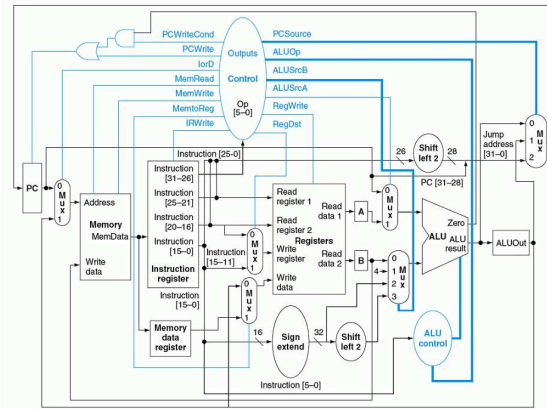 PCWriteCond
PCWrite
IorD
MemRead
MemWrite
MemtoReg
IRWrite
Outputs
Control
Op
[5–0]
PCSource
ALUOp
ALUSrcB
ALUSrcA
RegWrite
RegDst
Instruction [25-0]
26
Shift
left 2
28
Jump
address
[31–0]
0
M
u
x
1
2
PC [31–28]
PC
0
M
u
x
1
Address
Memory
MemData
Write
data
Instruction
[31–26]
Instruction
[25–21]
Instruction
[20–16]
Instruction
[15–0]
Instruction
register
Instruction
[15–0]
Memory
data
register
Instruction
[15–11]
0
M
u
x
1
0
M
u
x
1
Read
register 1
Read
register 2
Registers
Write
register
Write
data
Read
data 1
Read
data 2
A
B
4
0
M
u
x
1
0
1
M
u
x
2
3
Zero
ALU
ALU
result
ALUOut
16
Sign
extend
32
Shift
left 2
ALU
control
Instruction [5–0]